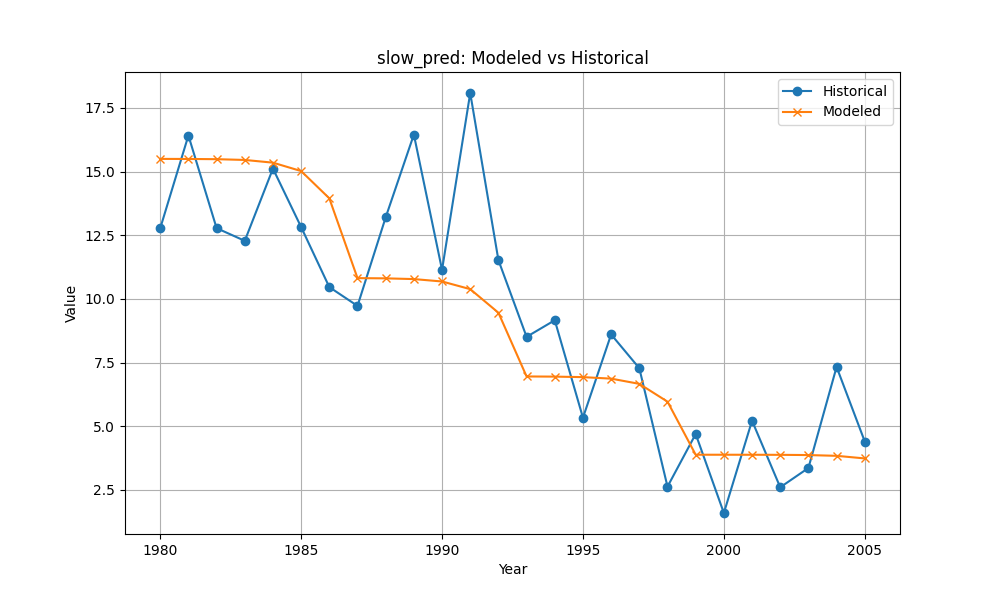 slow_pred: Modeled vs Historical
Historical
Modeled
Value
17.5
15.0
12.5
10.0
7.5
5.0
2.5
1980
1985
1990
1995
2000
2005
Year